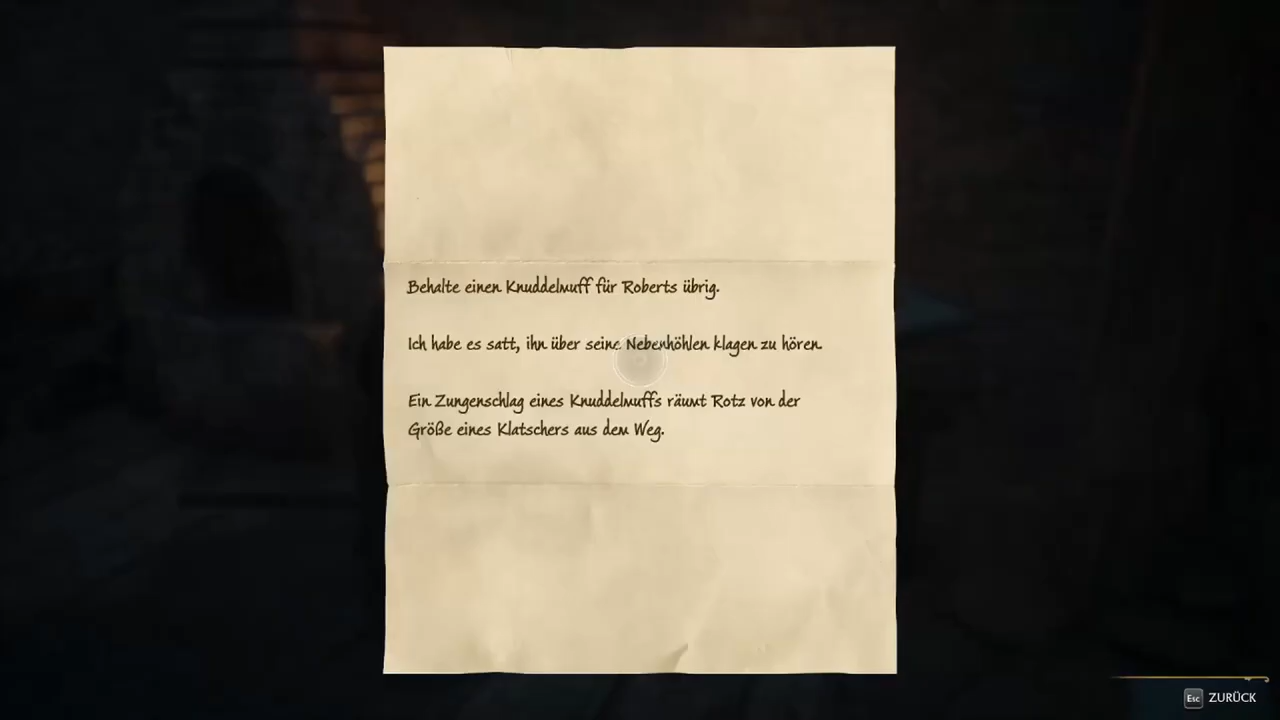 Behalte einen Knuddelmuff für Roberts übrig.
Ich habe es satt, ihn über seine Nebenhöhlen klagen zu hören.
Ein Zungenschlag eines Knuddelmuffs räumt Rotz von der
Größe eines Klatschers aus dem Weg.
Esc ZURÜCK